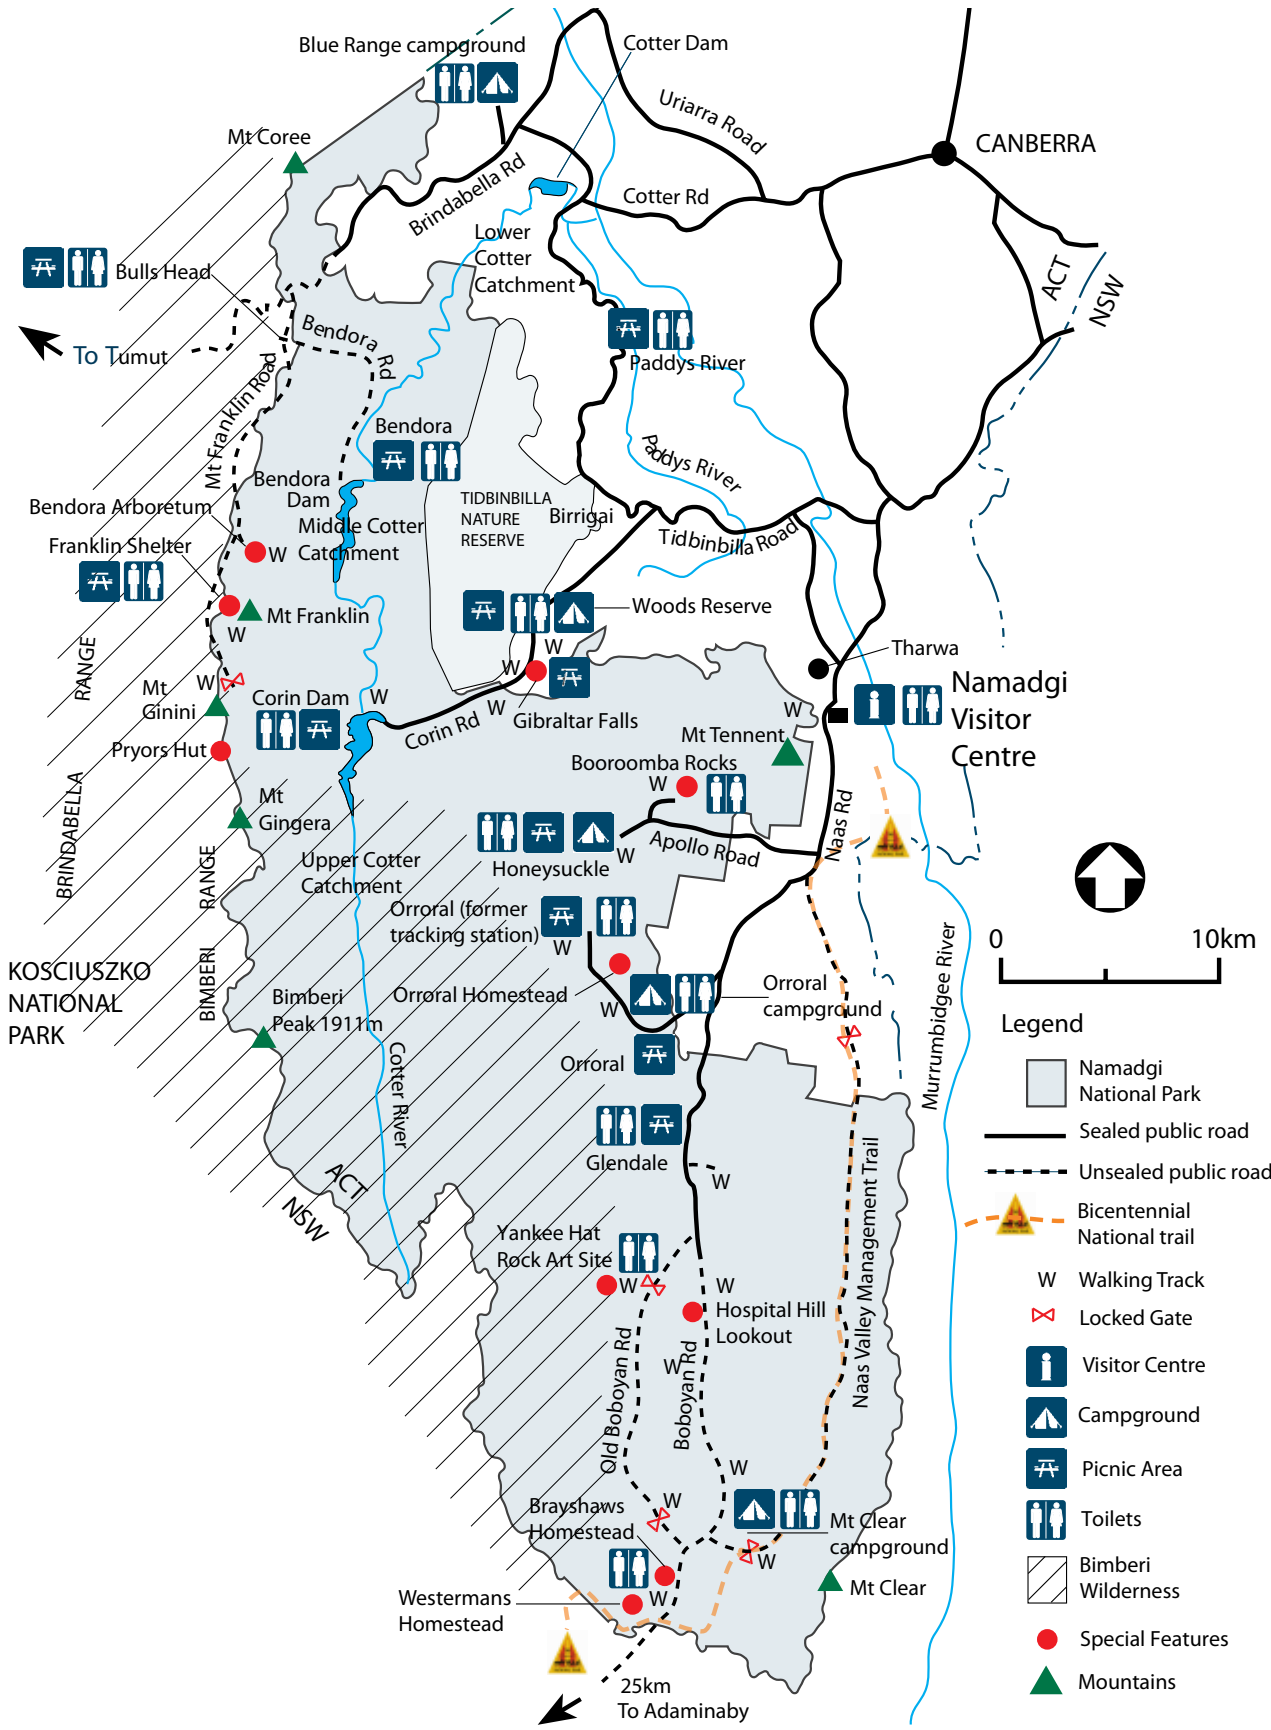 Blue Range campground
Cotter Dam
Uriarra Road
CANBERRA
Mt Coree
Brindabella Rd
Cotter Rd
Lower
Cotter
Catchment
ACT
NSW
Bulls Head
Bendora Rd
To Tumut
Paddys River
Mt Franklin Road
Bendora
Paddys River
Bendora
Dam
TIDBINBILLA
NATURE
RESERVE
Birrigai
Bendora Arboretum
Middle Cotter
Catchment
Tidbinbilla Road
Franklin Shelter
W
Woods Reserve
Mt Franklin
W
Tharwa
W
W
RANGE
W
Mt
Ginini
Corin Dam
W
W
Namadgi
Visitor
Centre
Gibraltar Falls
W
Corin Rd
Mt Tennent
Pryors Hut
Booroomba Rocks
W
Mt
Gingera
Naas Rd
BRINDABELLA
Apollo Road
W
Honeysuckle
Upper Cotter
Catchment
RANGE
Orroral (former
tracking station)
W
0 10km
Murrumbidgee River
KOSCIUSZKO
NATIONAL
PARK
BIMBERI
Bimberi
Peak 1911m
Orroral Homestead
W
Orroral
campground
Legend
Cotter River
Orroral
Namadgi
National Park
Sealed public road
Glendale
W
Unsealed public road
ACT
NSW
Naas Valley Management Trail
Bicentennial
National trail
Yankee Hat
Rock Art Site
W
W
W Walking Track
Hospital Hill
Lookout
Locked Gate
W
Old Boboyan Rd
Boboyan Rd
Visitor Centre
Campground
W
Picnic Area
W
Brayshaws
Homestead
Mt Clear
campground
Toilets
W
Bimberi
Wilderness
Mt Clear
Westermans
Homestead
W
Special Features
25km
To Adaminaby
Mountains